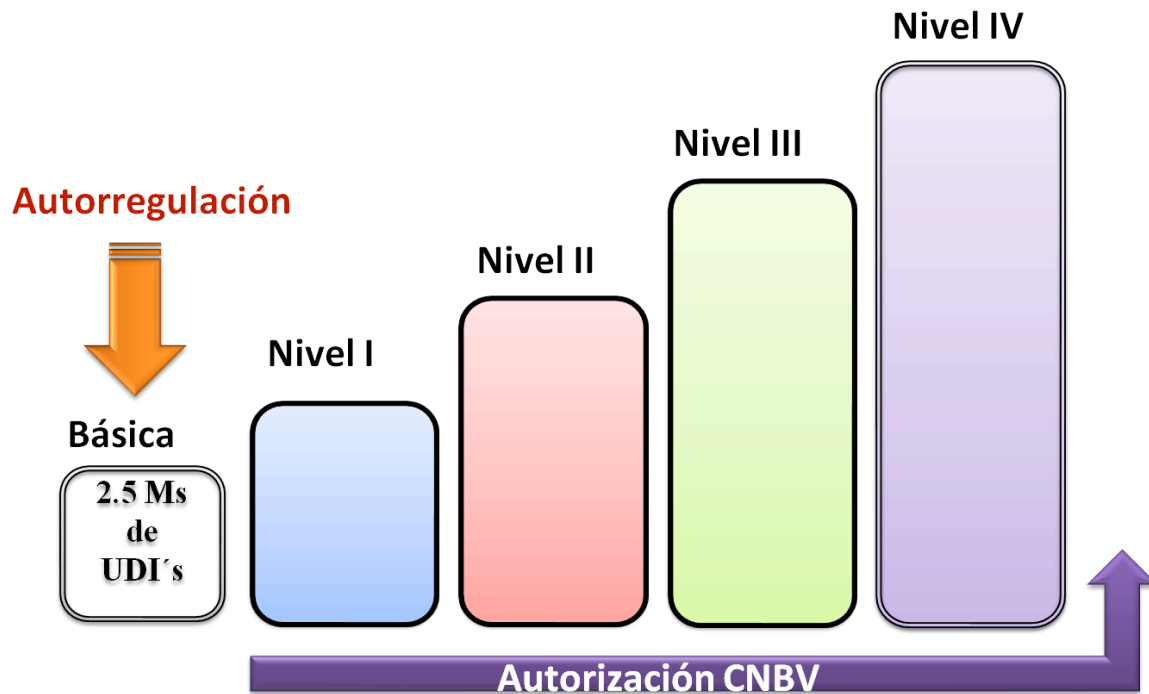 Nivel IV
Nivel III
Autorregulación
Nivel II
Nivel I
Básica
2.5 Ms
de
UDI´s
Autorización CNBV